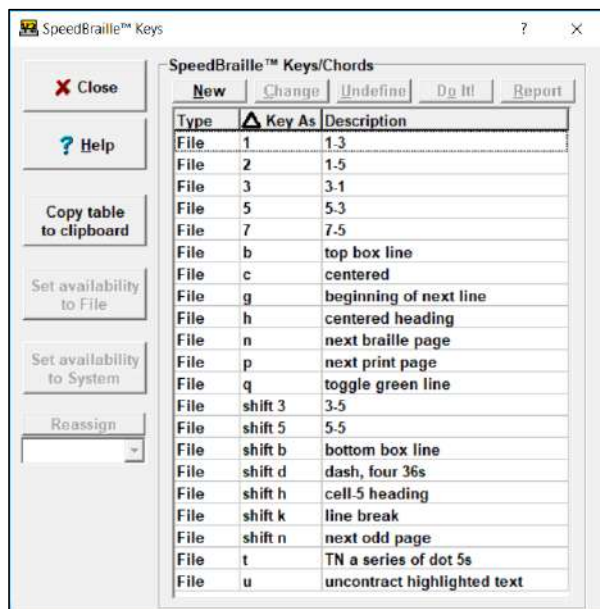 SpeedBraille™ Keys ? ×
SpeedBraille™ Keys/Chords
Close
Help
Copy table
to clipboard
Set availability
to File
Set availability
to System
Reassign
New Change Undefine Do It! Report
Type Key As Description
File 1 1-3
File 2 1-5
File 3 3-1
File 5 5-3
File 7 7-5
File b top box line
File c centered
File g beginning of next line
File h centered heading
File n next braille page
File p next print page
File q toggle green line
File shift 3 3-5
File shift 5 5-5
File shift b bottom box line
File shift d dash, four 36s
File shift h cell-5 heading
File shift k line break
File shift n next odd page
File t TN a series of dot 5s
File u uncontract highlighted text